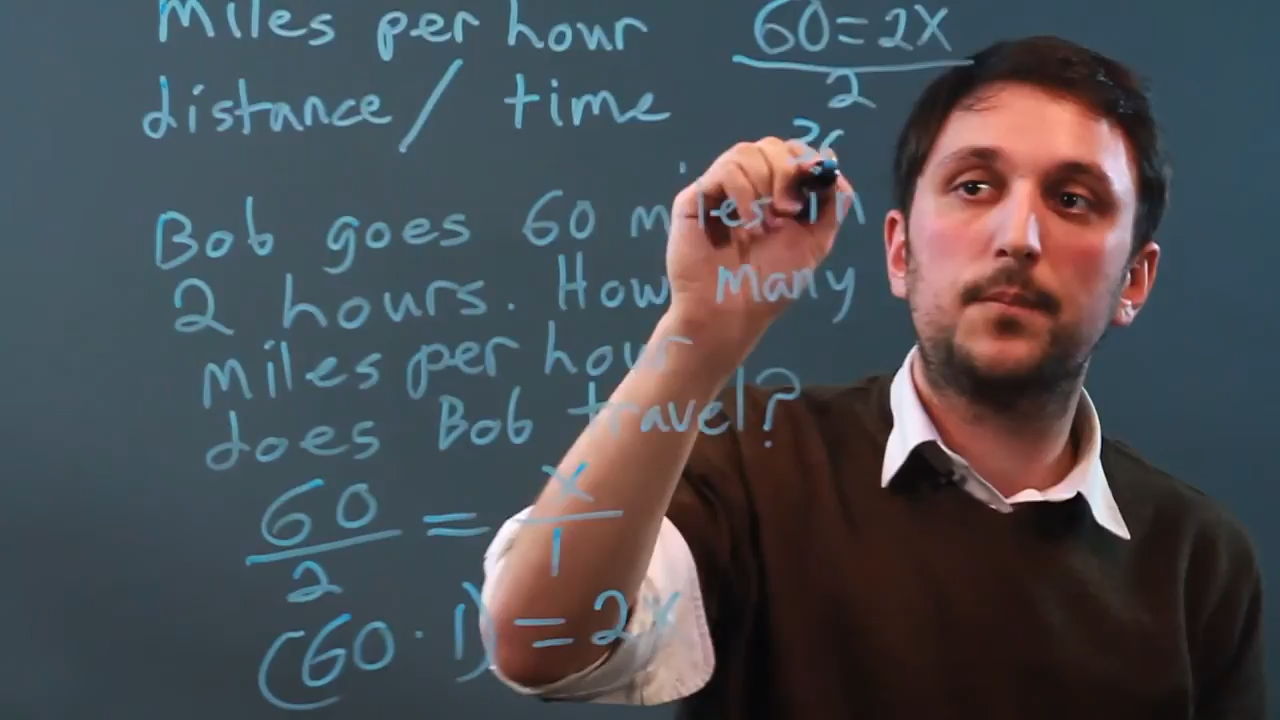 Miles per hour
distance / time
Bob goes 60 miles in
2 hours. How many
miles per hour
does Bob travel?
60/2 = x/1
(60 · 1) = 2x
60 = 2x
2